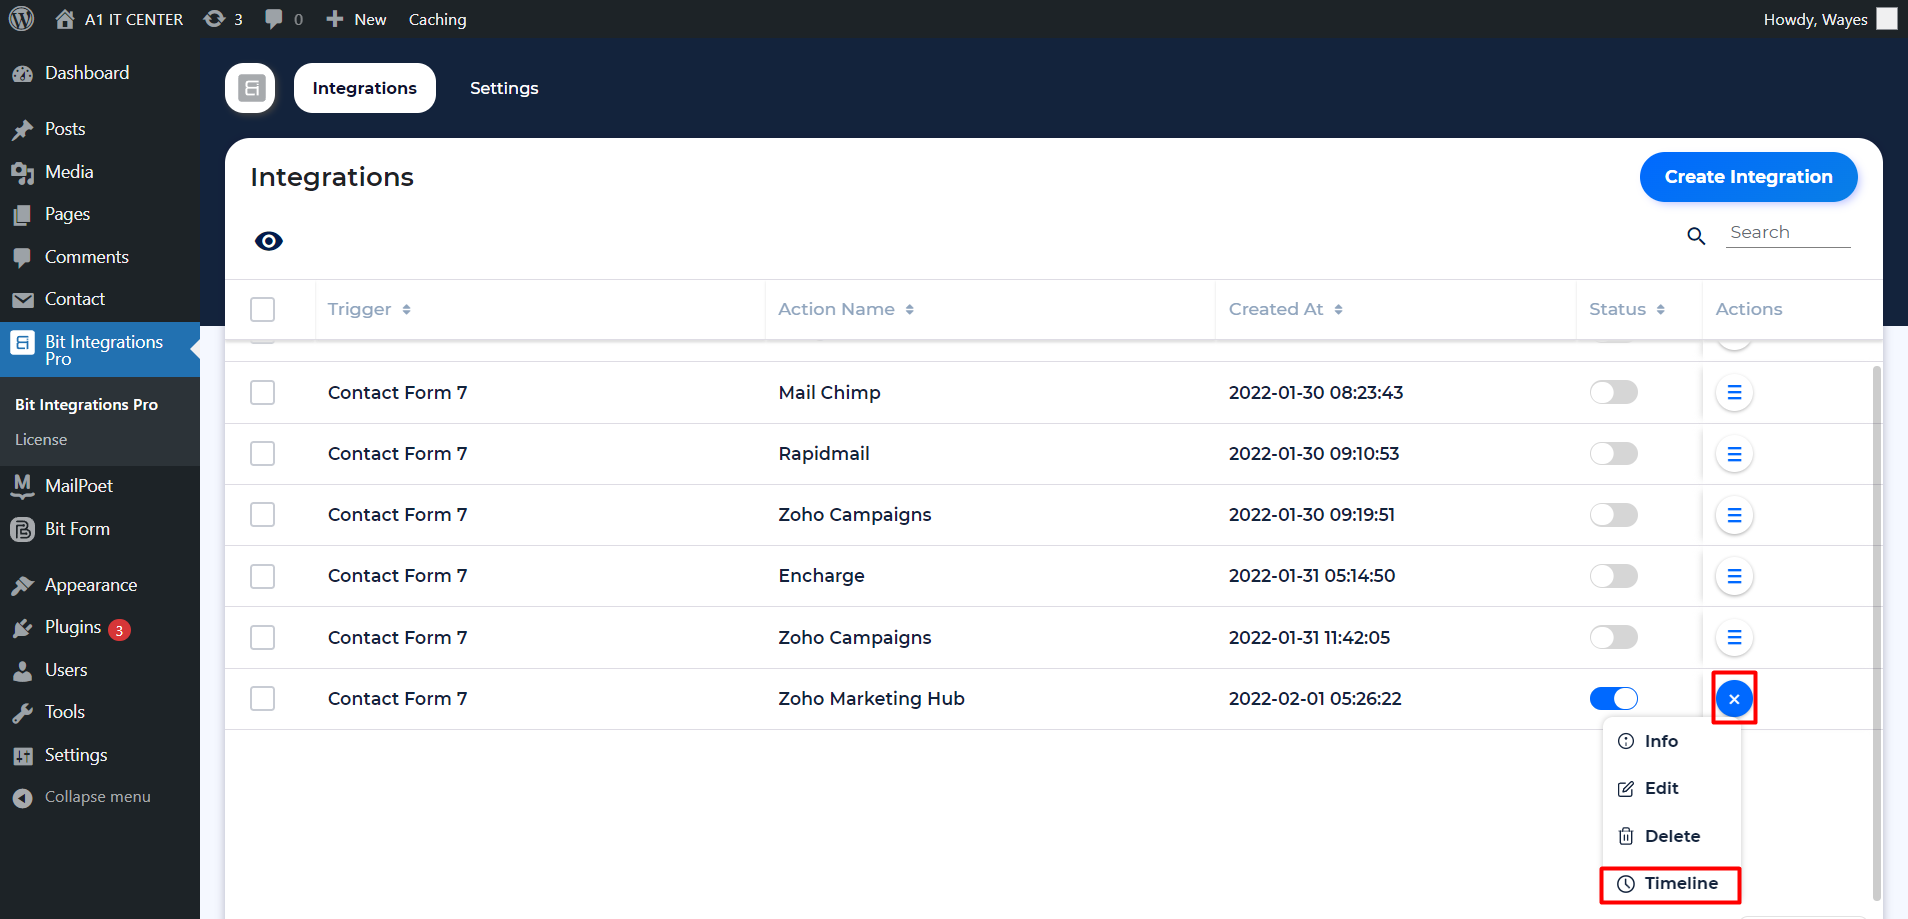 A1 IT CENTER 3 0 New Caching Howdy, Wayes
Dashboard
Posts
Media
Pages
Comments
Contact
Bit Integrations
Pro
Bit Integrations Pro
License
MailPoet
Bit Form
Appearance
Plugins 3
Users
Tools
Settings
Collapse menu
Integrations Settings
Integrations Create Integration
Search
Trigger Action Name Created At Status Actions
Contact Form 7 Mail Chimp 2022-01-30 08:23:43
Contact Form 7 Rapidmail 2022-01-30 09:10:53
Contact Form 7 Zoho Campaigns 2022-01-30 09:19:51
Contact Form 7 Encharge 2022-01-31 05:14:50
Contact Form 7 Zoho Campaigns 2022-01-31 11:42:05
Contact Form 7 Zoho Marketing Hub 2022-02-01 05:26:22
Info
Edit
Delete
Timeline